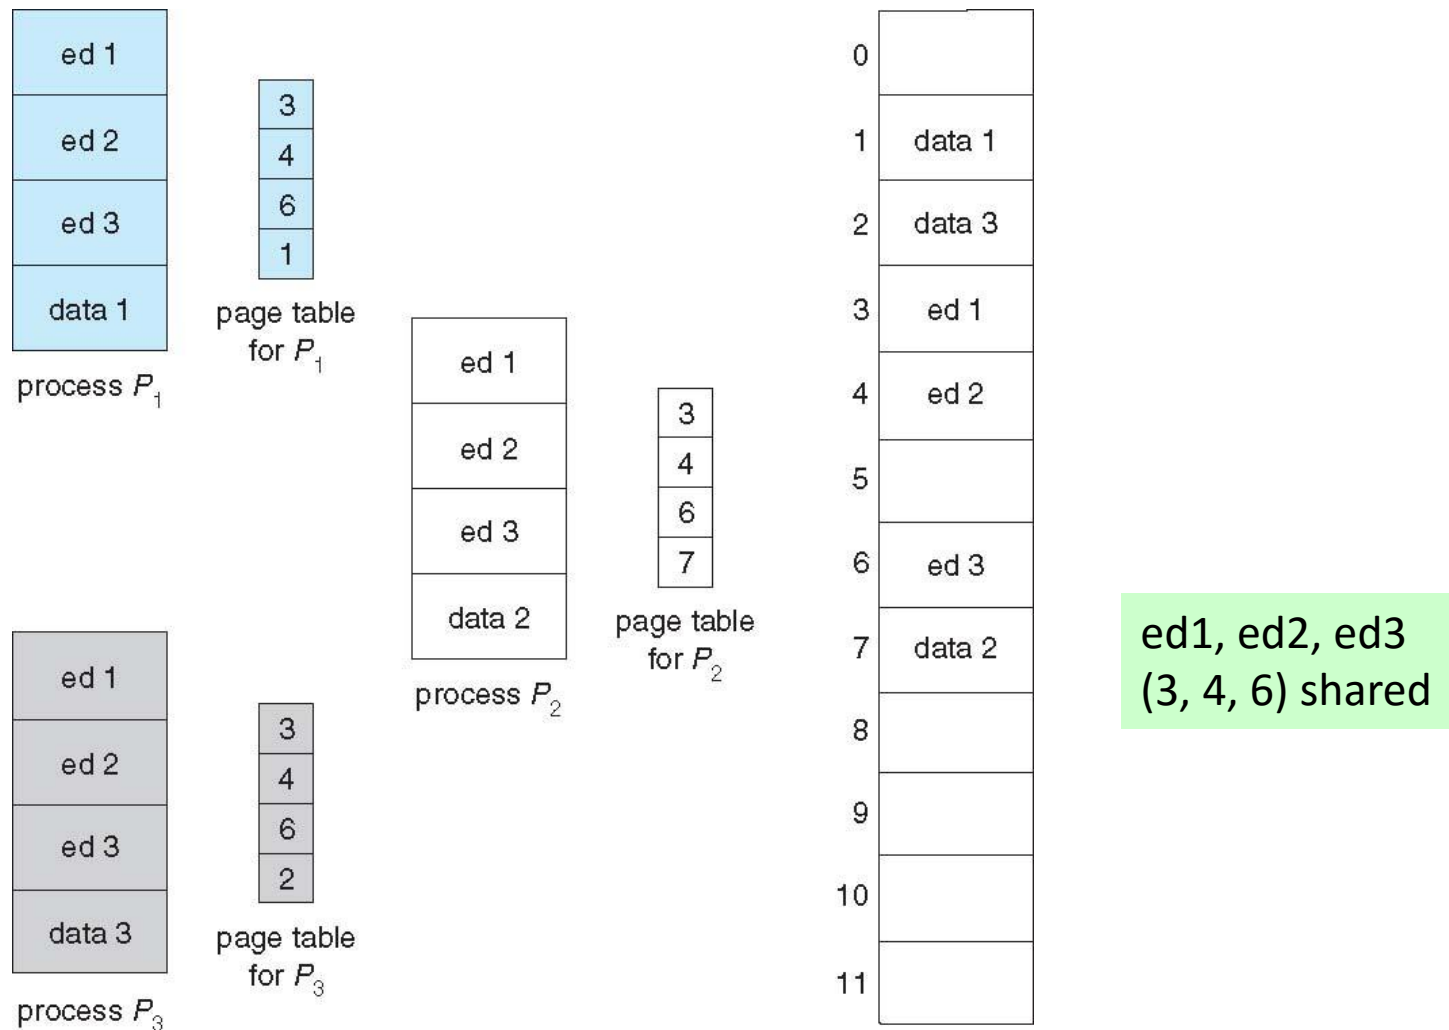 ed 1
ed 2
ed 3
data 1
process P1
3
4
6
1
page table
for P1
ed 1
ed 2
ed 3
data 2
process P2
3
4
6
7
page table
for P2
ed 1
ed 2
ed 3
data 3
process P3
3
4
6
2
page table
for P3
0
1 data 1
2 data 3
3 ed 1
4 ed 2
5
6 ed 3
7 data 2
8
9
10
11
ed1, ed2, ed3
(3, 4, 6) shared